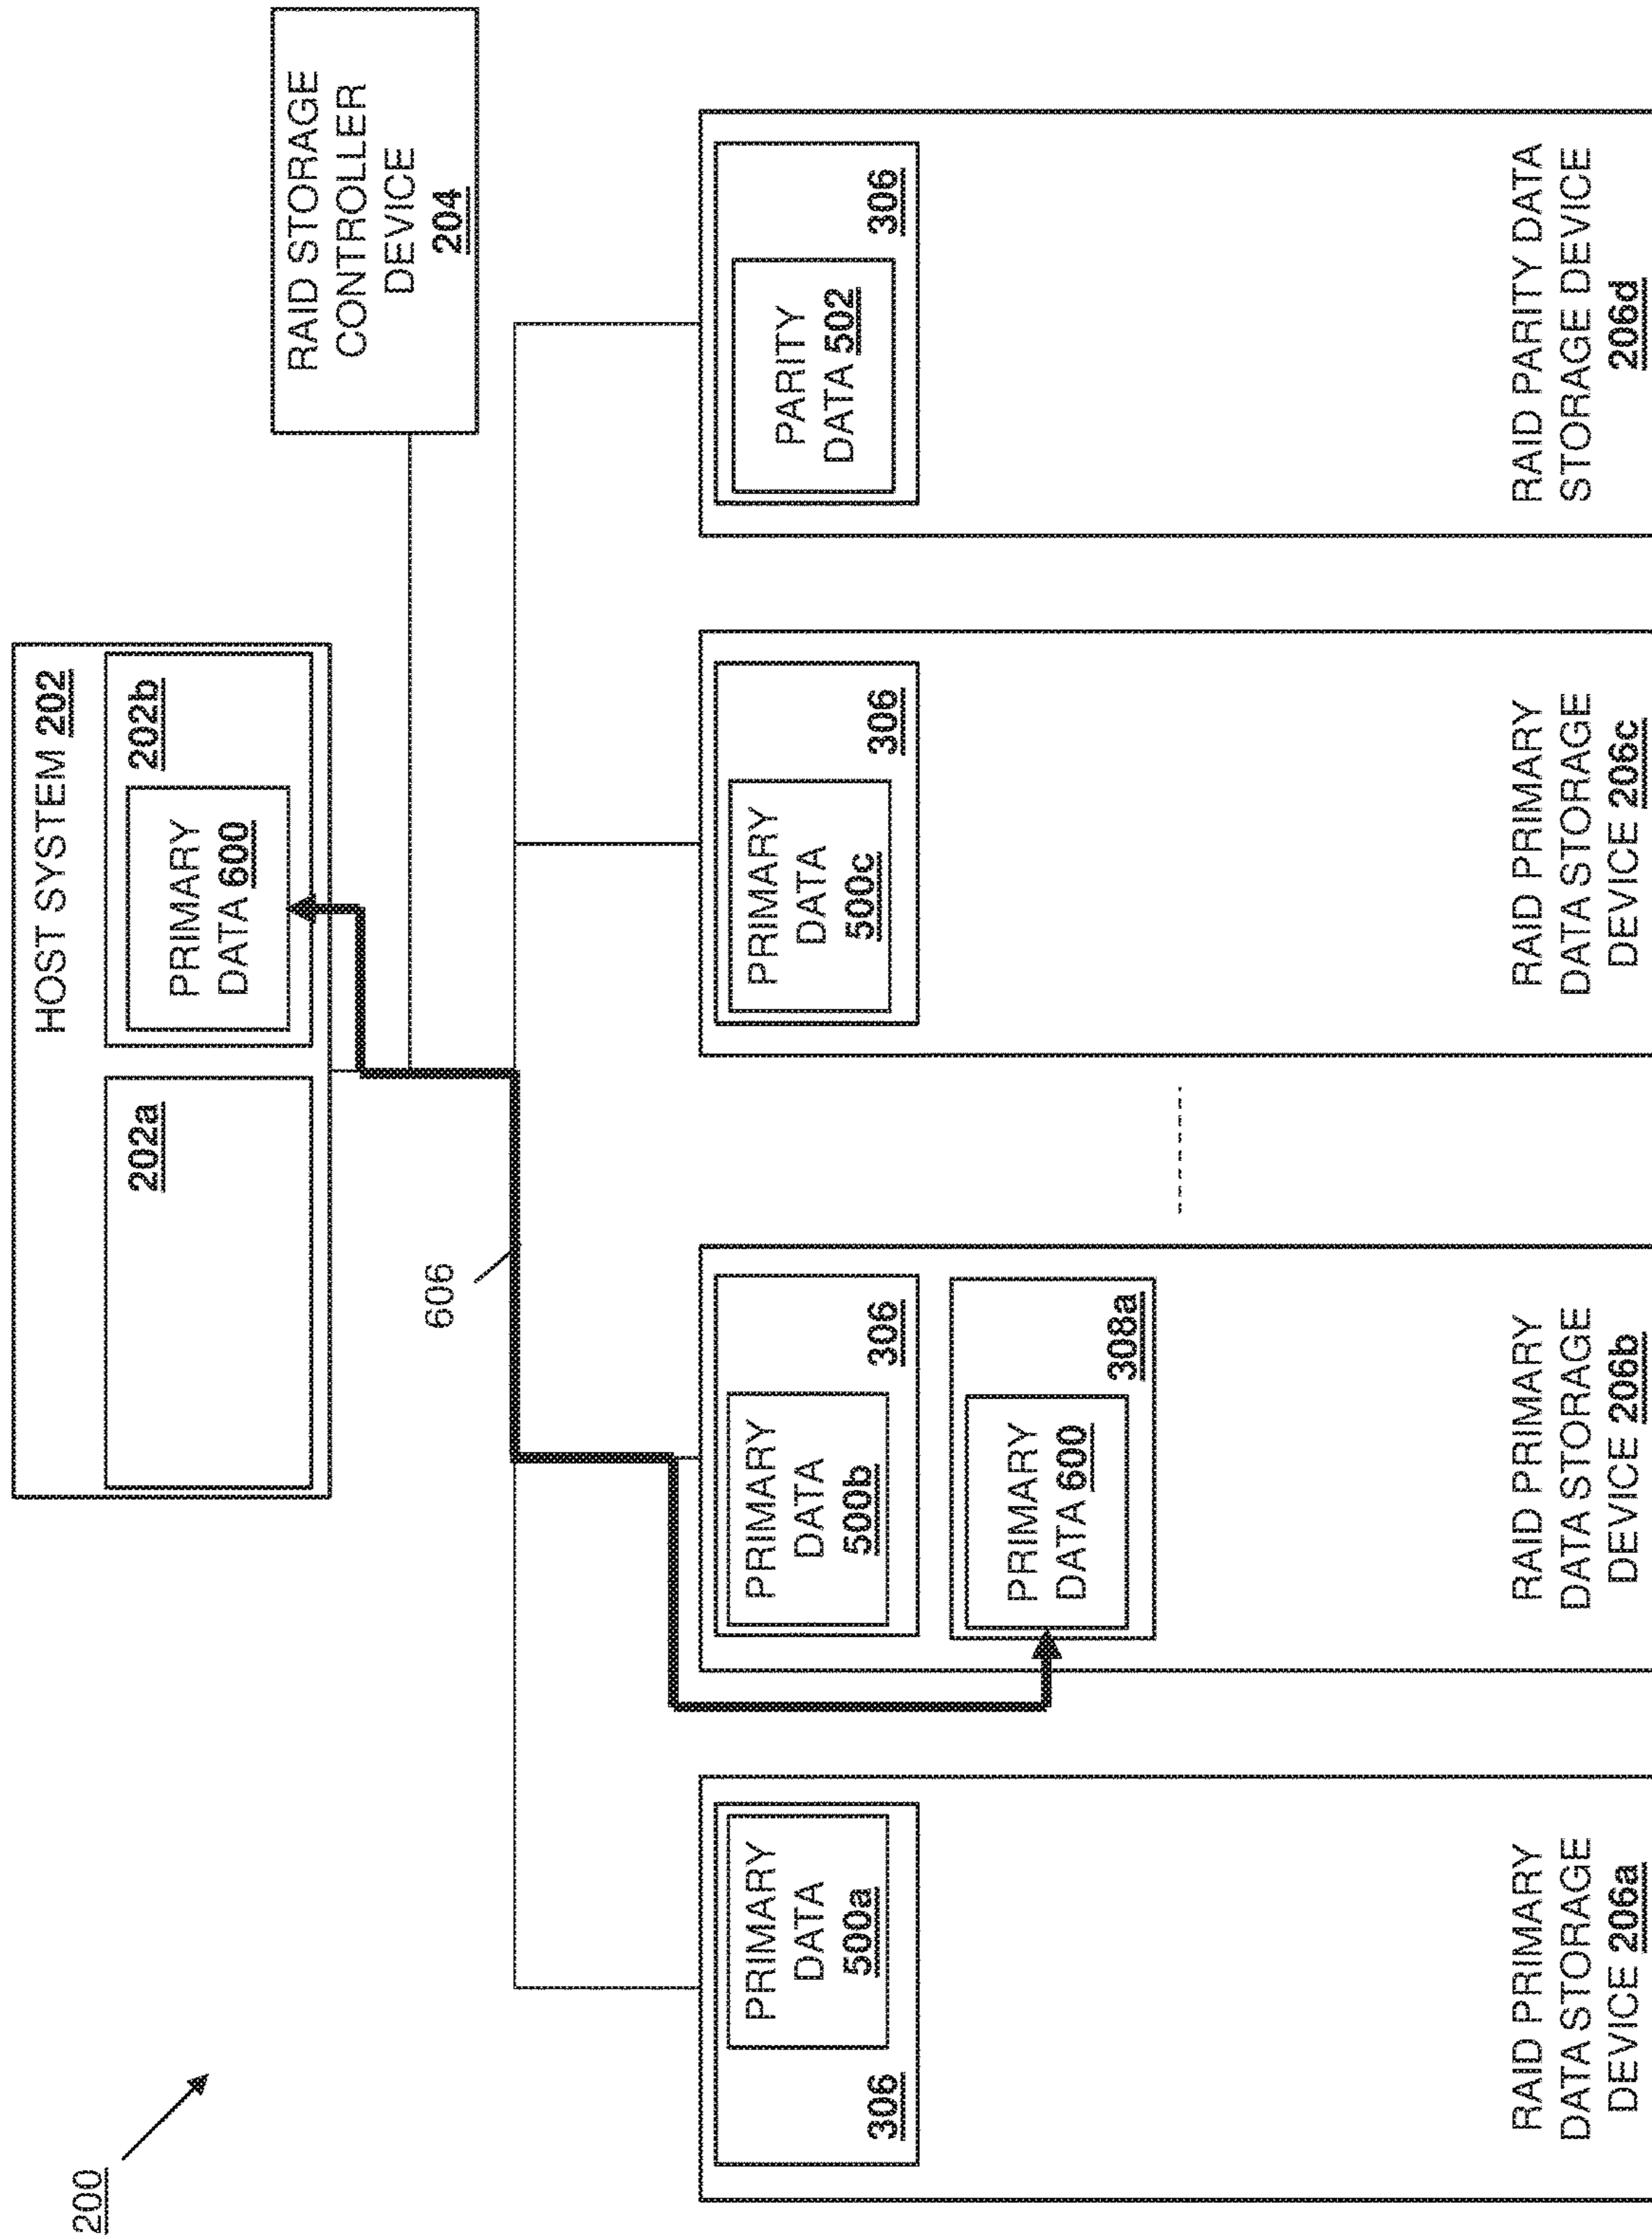 200
HOST SYSTEM 202
202a
202b
PRIMARY
DATA 600
RAID STORAGE
CONTROLLER
DEVICE
204
606
PRIMARY
DATA
500a
306
RAID PRIMARY
DATA STORAGE
DEVICE 206a
PRIMARY
DATA
500b
306
PRIMARY
DATA 600
308a
RAID PRIMARY
DATA STORAGE
DEVICE 206b
PRIMARY
DATA
500c
306
RAID PRIMARY
DATA STORAGE
DEVICE 206c
PARITY
DATA 502
306
RAID PARITY DATA
STORAGE DEVICE
206d